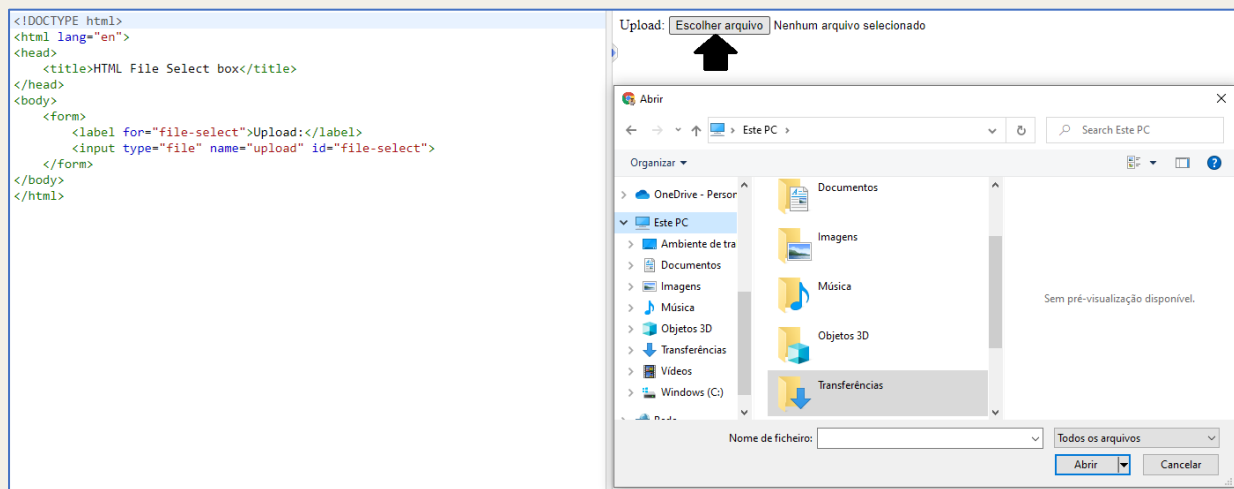 <!DOCTYPE html>
<html lang="en">
<head>
<title>HTML File Select box</title>
</head>
<body>
<form>
<label for="file-select">Upload:</label>
<input type="file" name="upload" id="file-select">
</form>
</body>
</html>
Upload: Escolher arquivo Nenhum arquivo selecionado
Abrir
Este PC
Search Este PC
Organizar
OneDrive - Person
Este PC
Ambiente de tra
Documentos
Imagens
Música
Objetos 3D
Transferências
Vídeos
Windows (C:)
Documentos
Imagens
Música
Objetos 3D
Transferências
Sem pré-visualização disponível.
Nome de ficheiro:
Todos os arquivos
Abrir
Cancelar